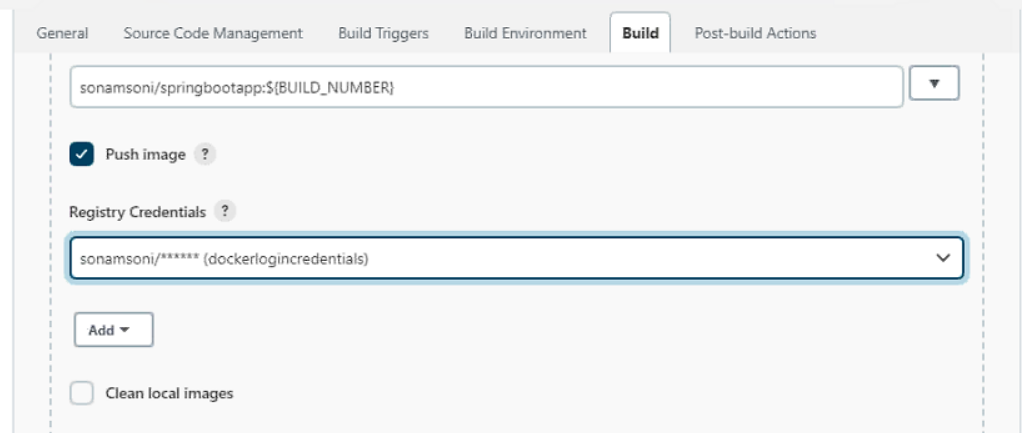 General Source Code Management Build Triggers Build Environment Build Post-build Actions
sonamsoni/springbootapp:${BUILD_NUMBER}
Push image ?
Registry Credentials ?
sonamsoni/****** (dockerlogincredentials)
Add
Clean local images